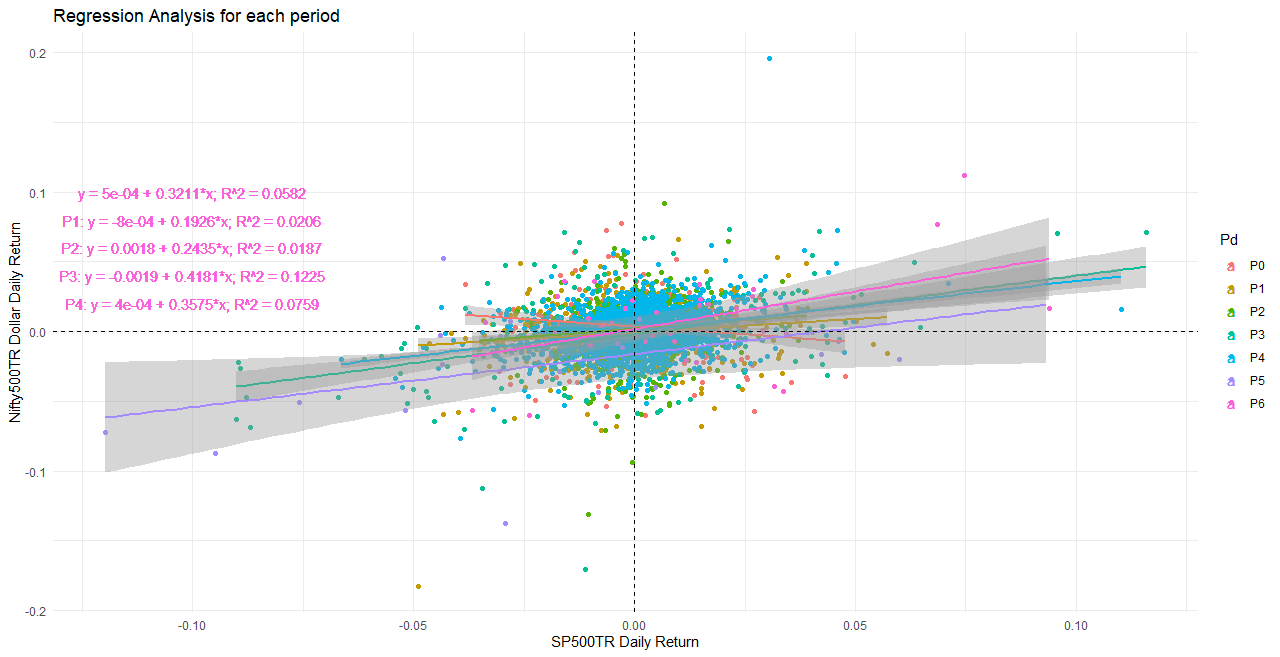 Regression Analysis for each period
0.2
0.1
0.0
-0.1
-0.2
Nifty500TR Dollar Daily Return
y = 5e-04 + 0.3211*x; R^2 = 0.0582
P1: y = -8e-04 + 0.1926*x; R^2 = 0.0206
P2: y = 0.0018 + 0.2435*x; R^2 = 0.0187
P3: y = -0.0019 + 0.4181*x; R^2 = 0.1225
P4: y = 4e-04 + 0.3575*x; R^2 = 0.0759
-0.10 -0.05 0.00 0.05 0.10
SP500TR Daily Return
Pd
a P0
a P1
a P2
a P3
a P4
a P5
a P6